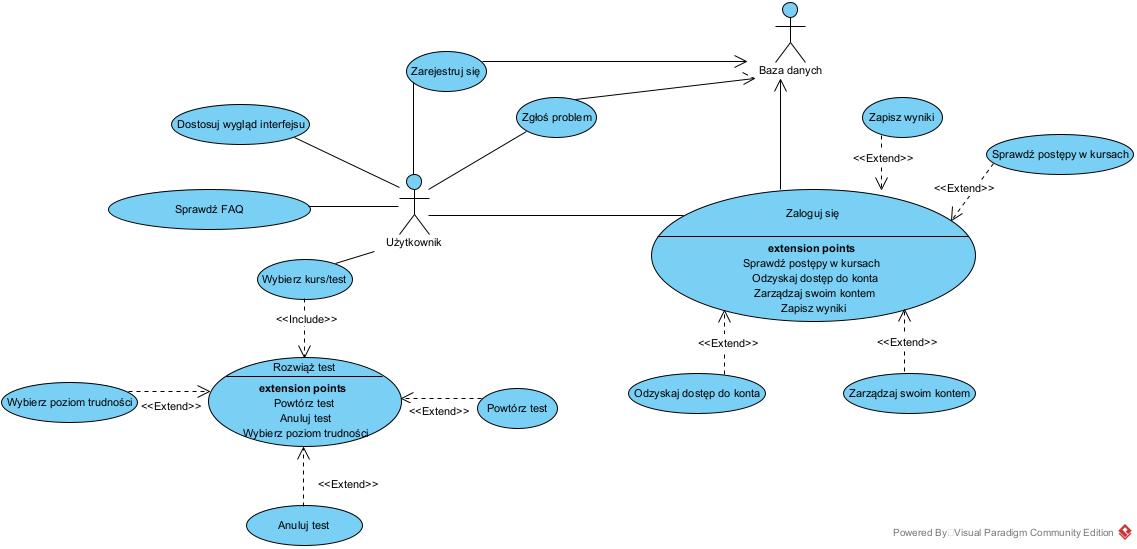 Baza danych
Zarejestruj się
Zgłoś problem
Zapisz wyniki
Dostosuj wygląd interfejsu
<<Extend>>
Sprawdź postępy w kursach
<<Extend>>
Sprawdź FAQ
Użytkownik
Zaloguj się
extension points
Sprawdź postępy w kursach
Odzyskaj dostęp do konta
Zarządzaj swoim kontem
Zapisz wyniki
Wybierz kurs/test
<<Include>>
<<Extend>>
<<Extend>>
Rozwiąż test
extension points
Powtórz test
Anuluj test
Wybierz poziom trudności
Wybierz poziom trudności
<<Extend>>
<<Extend>>
Powtórz test
Odzyskaj dostęp do konta
Zarządzaj swoim kontem
<<Extend>>
Anuluj test
Powered By Visual Paradigm Community Edition